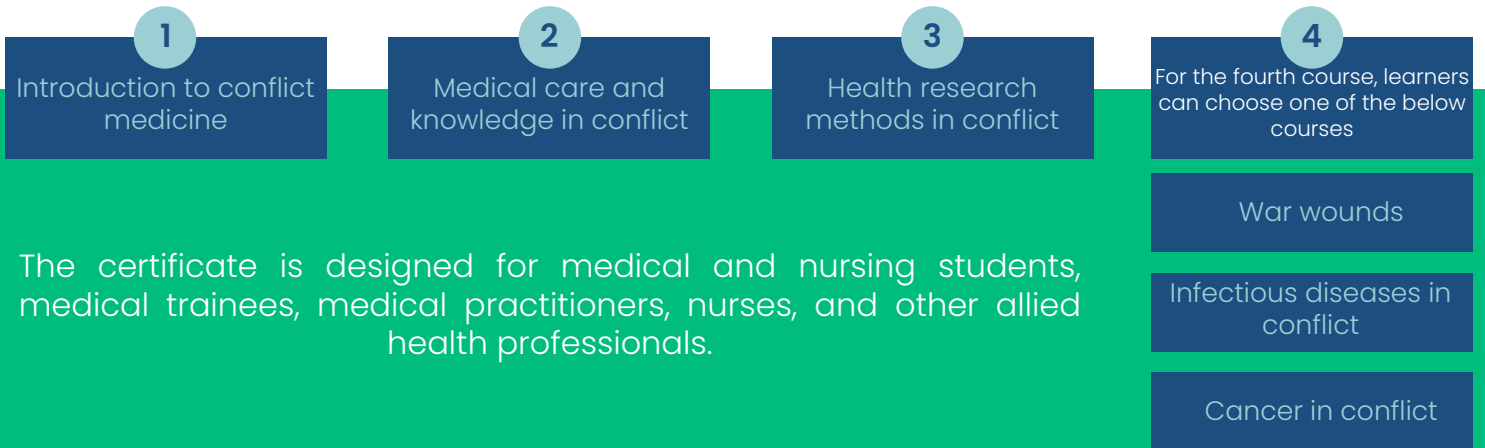 1
Introduction to conflict
medicine
2
Medical care and
knowledge in conflict
3
Health research
methods in conflict
4
For the fourth course, learners
can choose one of the below
courses
War wounds
Infectious diseases in
conflict
Cancer in conflict
The certificate is designed for medical and nursing students,
medical trainees, medical practitioners, nurses, and other allied
health professionals.